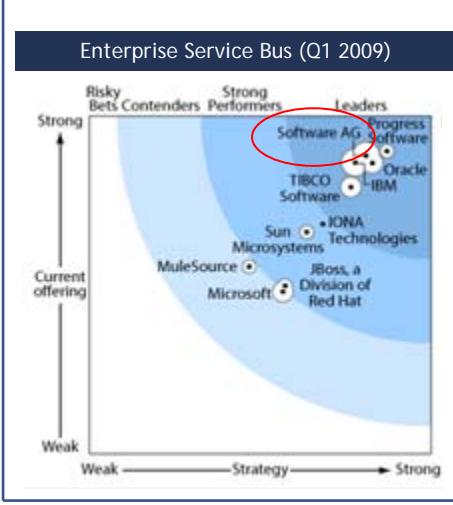 Enterprise Service Bus (Q1 2009)
Risky
Bets
Contenders
Strong
Performers
Leaders
Strong
Software AG
Progress
Software
Oracle
IBM
TIBCO
Software
IONA
Technologies
Sun
Microsystems
MuleSource
JBoss, a
Division of
Red Hat
Microsoft
Current
offering
Weak
Weak
Strategy
Strong